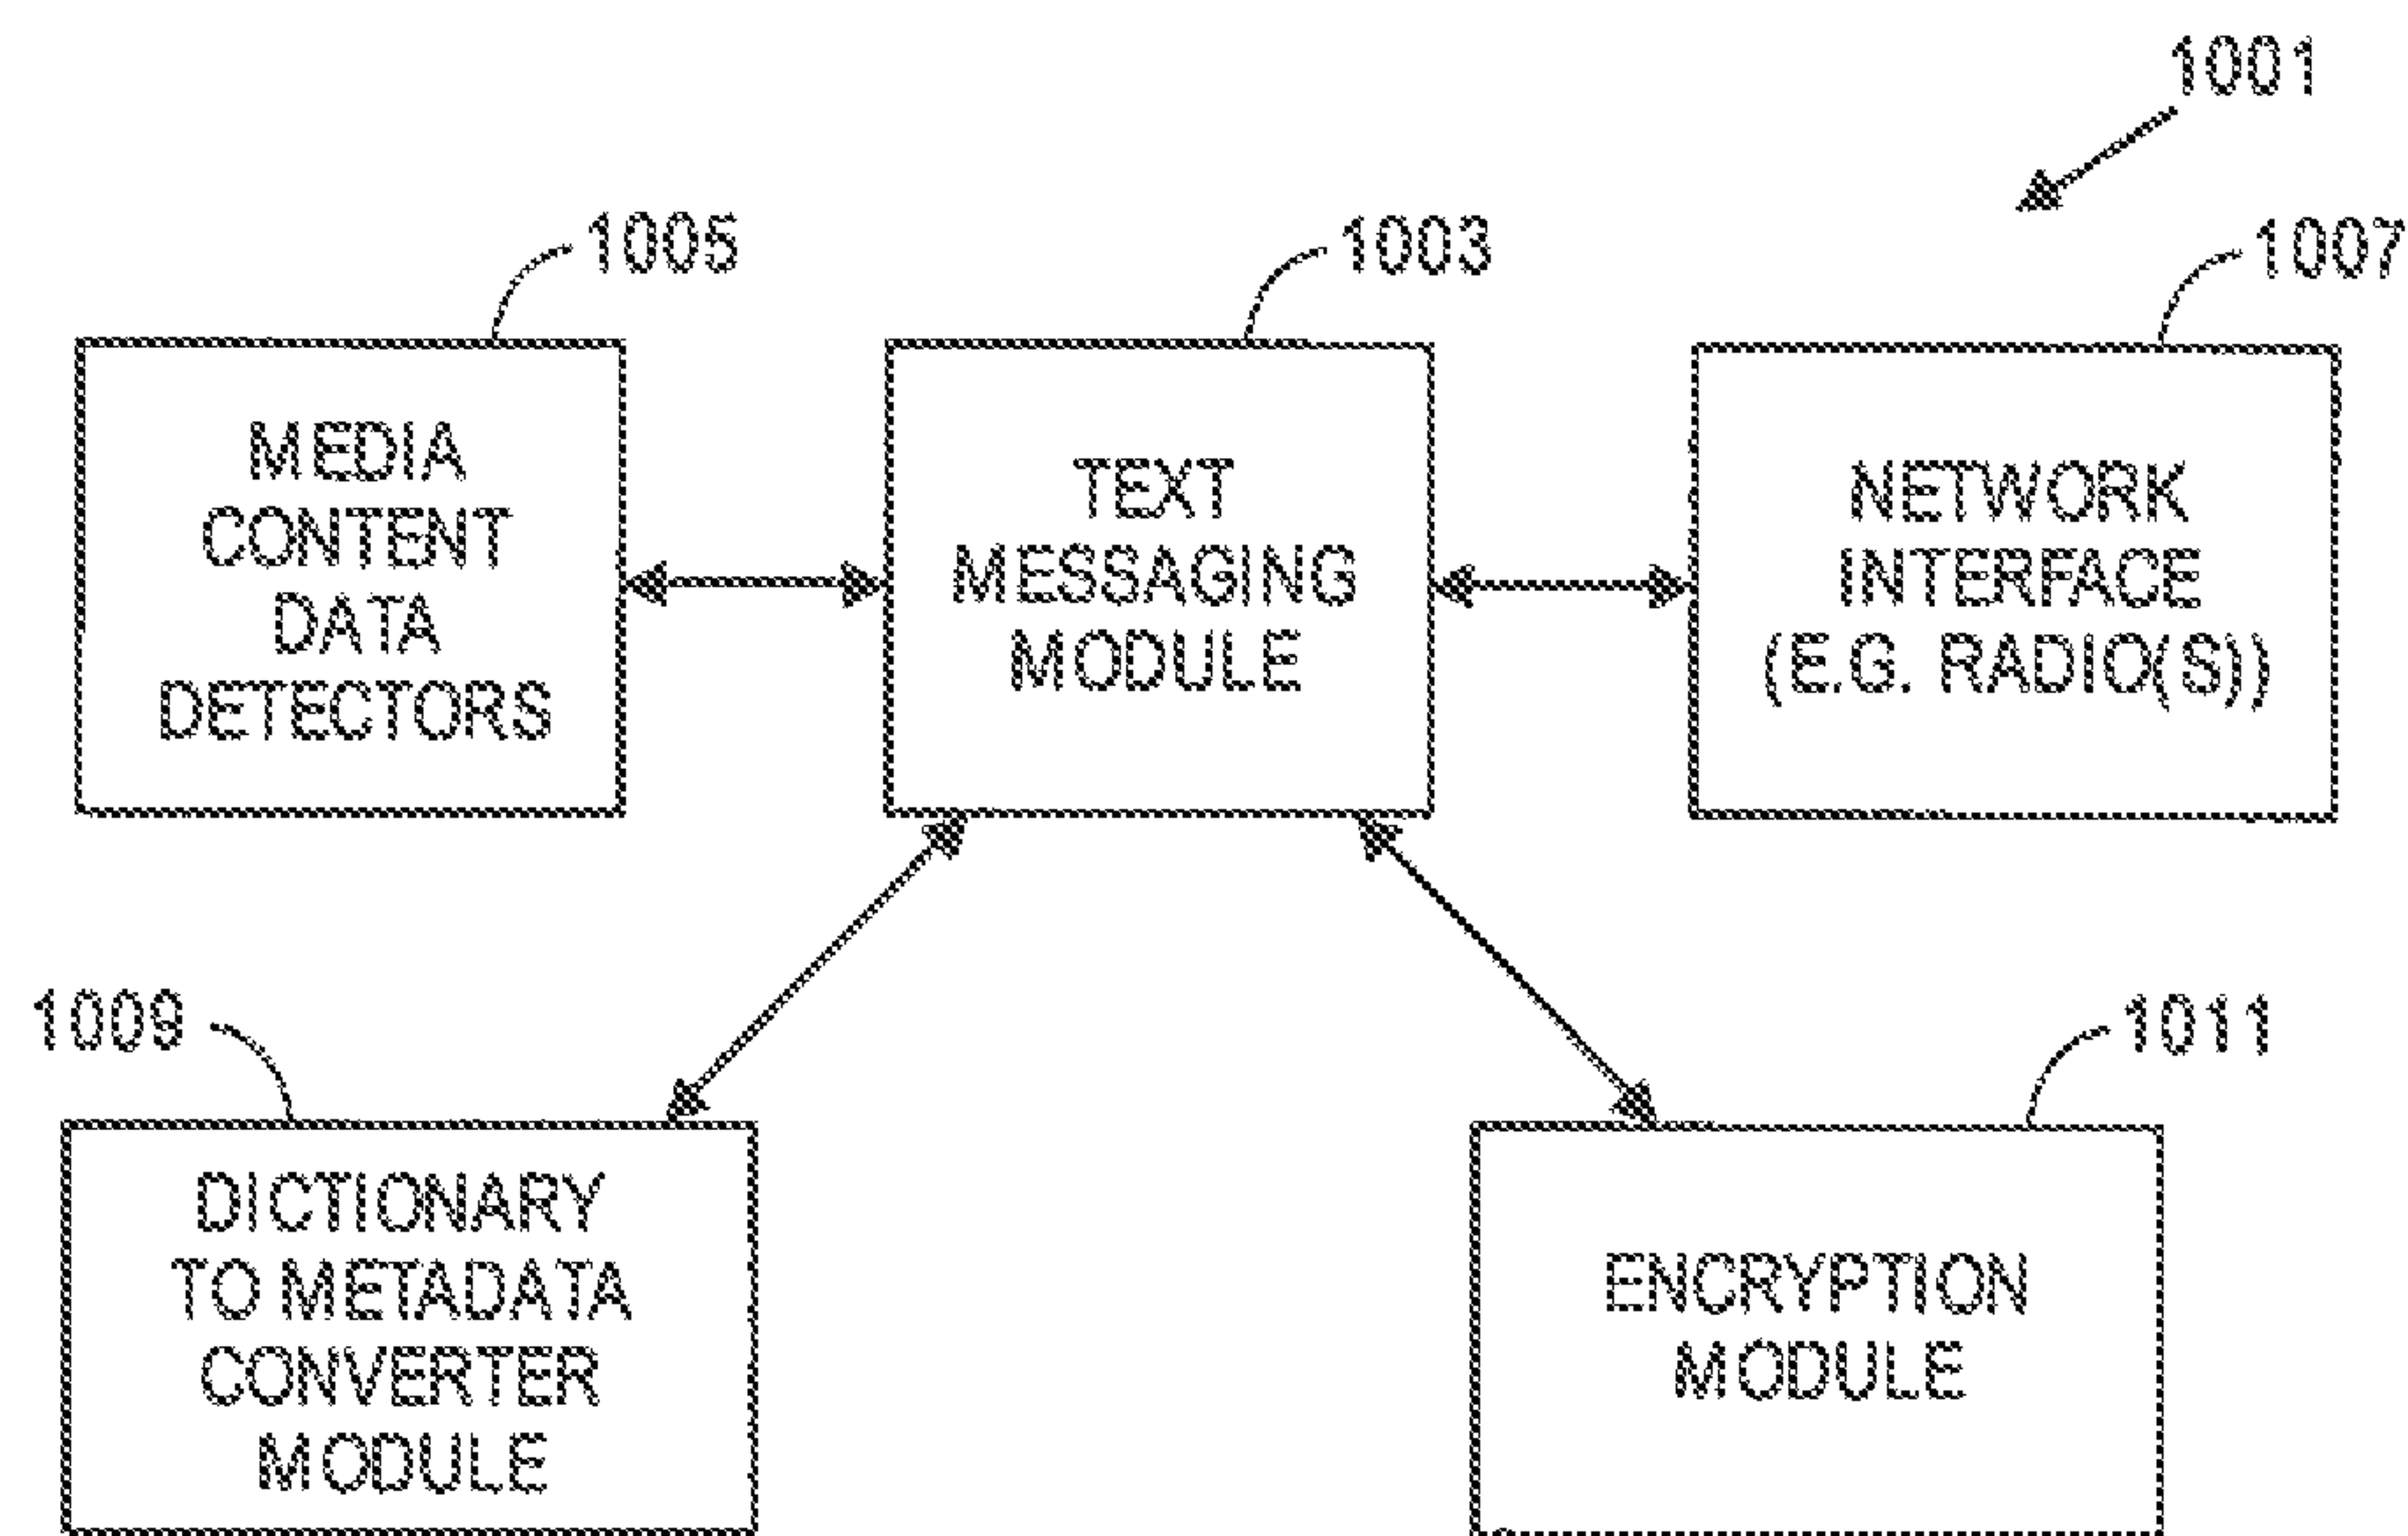 1001
1005
1003
1007
MEDIA
CONTENT
DATA
DETECTORS
TEXT
MESSAGING
MODULE
NETWORK
INTERFACE
(E.G. RADIO(S))
1009
1011
DICTIONARY
TO METADATA
CONVERTER
MODULE
ENCRYPTION
MODULE